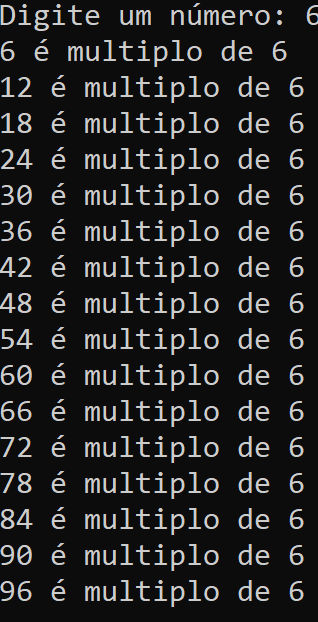 Digite um número: 6
6 é multiplo de 6
12 é multiplo de 6
18 é multiplo de 6
24 é multiplo de 6
30 é multiplo de 6
36 é multiplo de 6
42 é multiplo de 6
48 é multiplo de 6
54 é multiplo de 6
60 é multiplo de 6
66 é multiplo de 6
72 é multiplo de 6
78 é multiplo de 6
84 é multiplo de 6
90 é multiplo de 6
96 é multiplo de 6